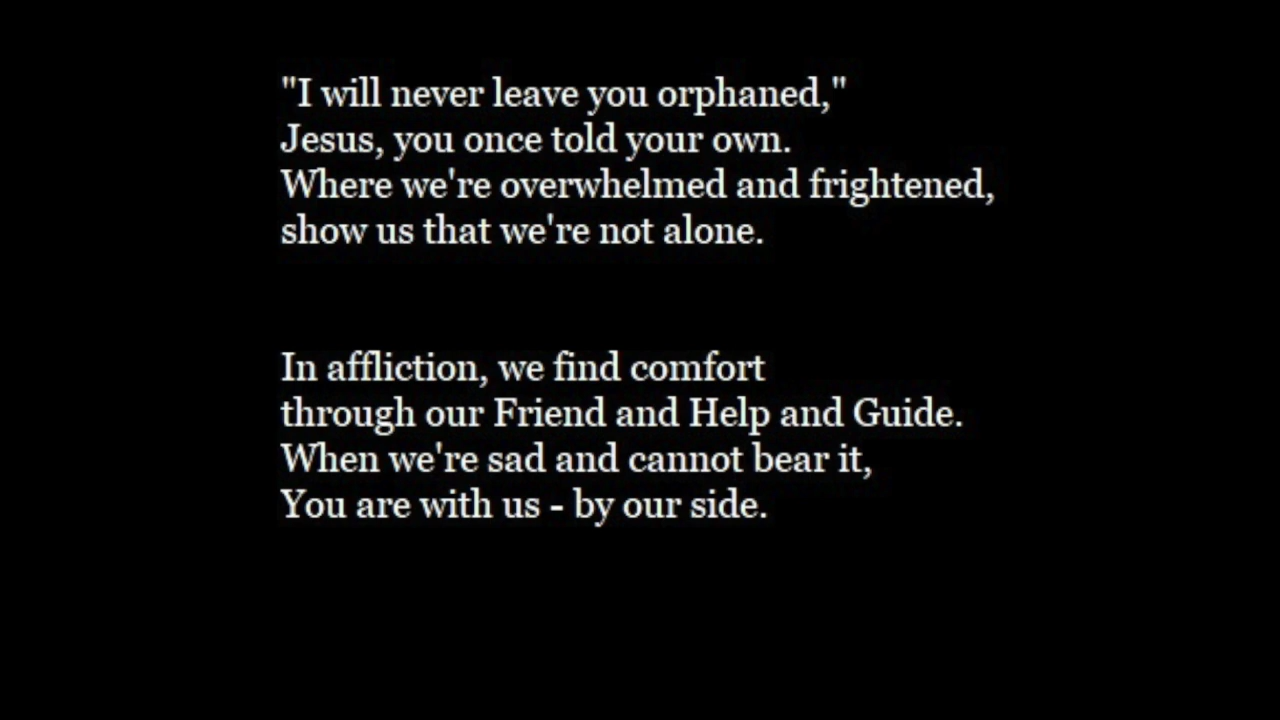 "I will never leave you orphaned,"
Jesus, you once told your own.
Where we're overwhelmed and frightened,
show us that we're not alone.
In affliction, we find comfort
through our Friend and Help and Guide.
When we're sad and cannot bear it,
You are with us - by our side.